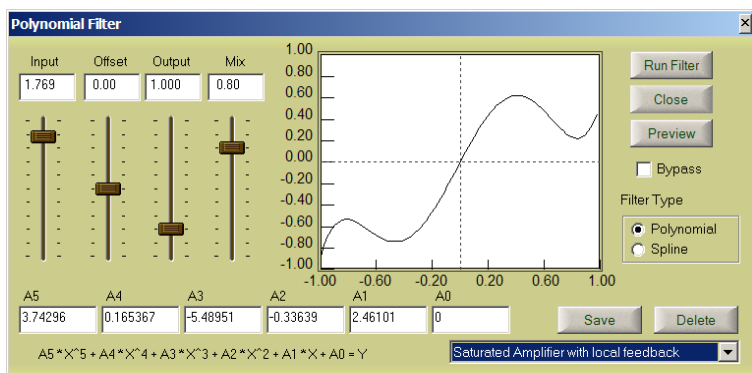 Polynomial Filter
Input Offset Output Mix
1.769 0.00 1.000 0.80
1.00
0.80
0.60
0.40
0.20
0.00
-0.20
-0.40
-0.60
-0.80
-1.00
-1.00 -0.60 -0.20 0.20 0.60 1.00
Run Filter
Close
Preview
Bypass
Filter Type
Polynomial
Spline
A5 A4 A3 A2 A1 A0
3.74296 0.165367 -5.48951 -0.33639 2.46101 0
Save Delete
A5*X^5 + A4*X^4 + A3*X^3 + A2*X^2 + A1*X + A0 = Y
Saturated Amplifier with local feedback